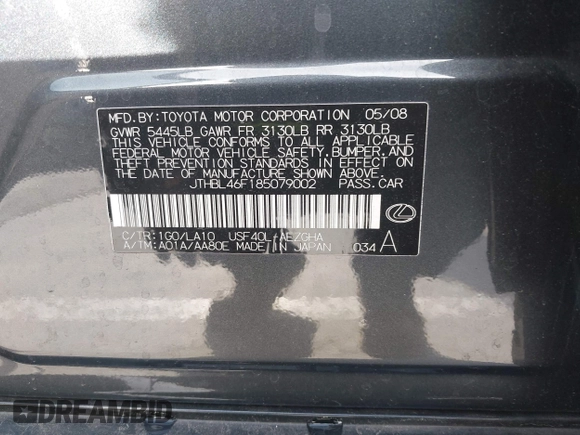 MFD.BY:TOYOTA MOTOR CORPORATION 05/08
GVWR 5445LB GAWR FR 3130LB RR 3130LB
THIS VEHICLE CONFORMS TO ALL APPLICABLE
FEDERAL MOTOR VEHICLE SAFETY,BUMPER,AND
THEFT PREVENTION STANDARDS IN EFFECT ON
THE DATE OF MANUFACTURE SHOWN ABOVE.
JTHBL46F185079002 PASS.CAR
C/TR:1G0/LA10 USF40L-AEZGHA
A/TM:A01A/AA80E MADE IN JAPAN 034 A
DREAMBID